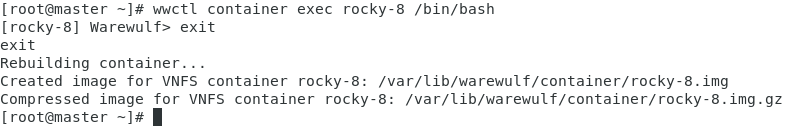 [root@master ~]# wwctl container exec rocky-8 /bin/bash
[rocky-8] Warewulf> exit
exit
Rebuilding container...
Created image for VNFS container rocky-8: /var/lib/warewulf/container/rocky-8.img
Compressed image for VNFS container rocky-8: /var/lib/warewulf/container/rocky-8.img.gz
[root@master ~]#